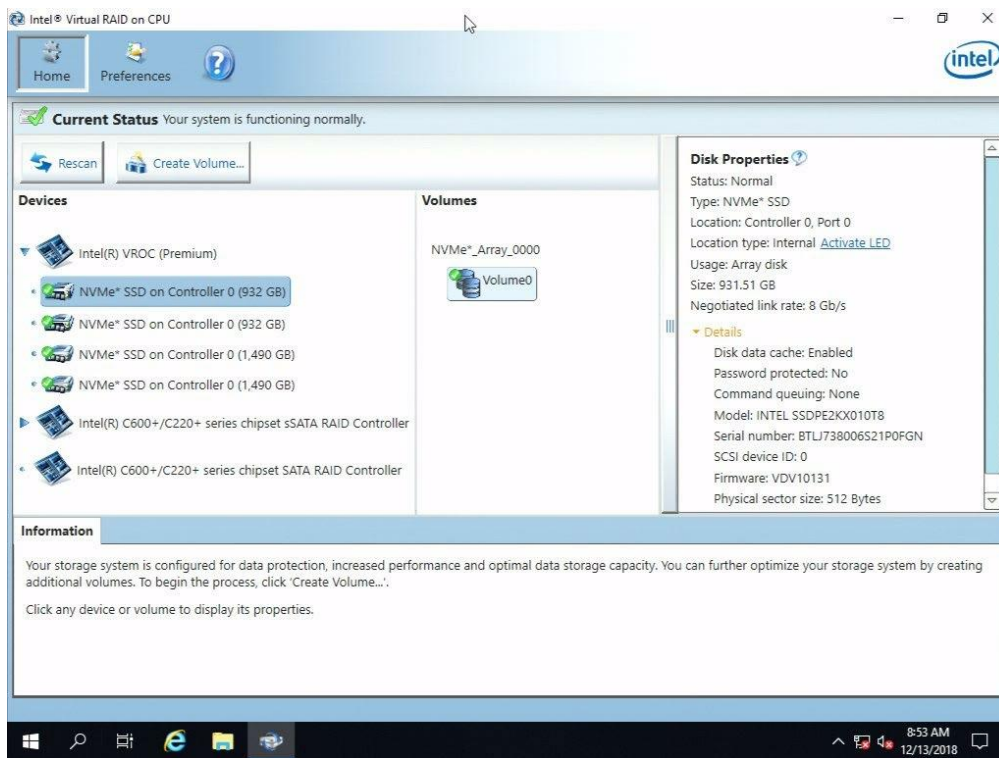 Intel® Virtual RAID on CPU
Home
Preferences
?
intel
Current Status Your system is functioning normally.
Rescan
Create Volume...
Devices
Intel(R) VROC (Premium)
NVMe* SSD on Controller 0 (932 GB)
NVMe* SSD on Controller 0 (932 GB)
NVMe* SSD on Controller 0 (1,490 GB)
NVMe* SSD on Controller 0 (1,490 GB)
Intel(R) C600+/C220+ series chipset sSATA RAID Controller
Intel(R) C600+/C220+ series chipset SATA RAID Controller
Volumes
NVMe*_Array_0000
Volume0
Disk Properties ?
Status: Normal
Type: NVMe* SSD
Location: Controller 0, Port 0
Location type: Internal Activate LED
Usage: Array disk
Size: 931.51 GB
Negotiated link rate: 8 Gb/s
Details
Disk data cache: Enabled
Password protected: No
Command queuing: None
Model: INTEL SSDPE2KX010T8
Serial number: BTLJ738006S21P0FGN
SCSI device ID: 0
Firmware: VDV10131
Physical sector size: 512 Bytes
Information
Your storage system is configured for data protection, increased performance and optimal data storage capacity. You can further optimize your storage system by creating
additional volumes. To begin the process, click 'Create Volume...'.
Click any device or volume to display its properties.
8:53 AM
12/13/2018